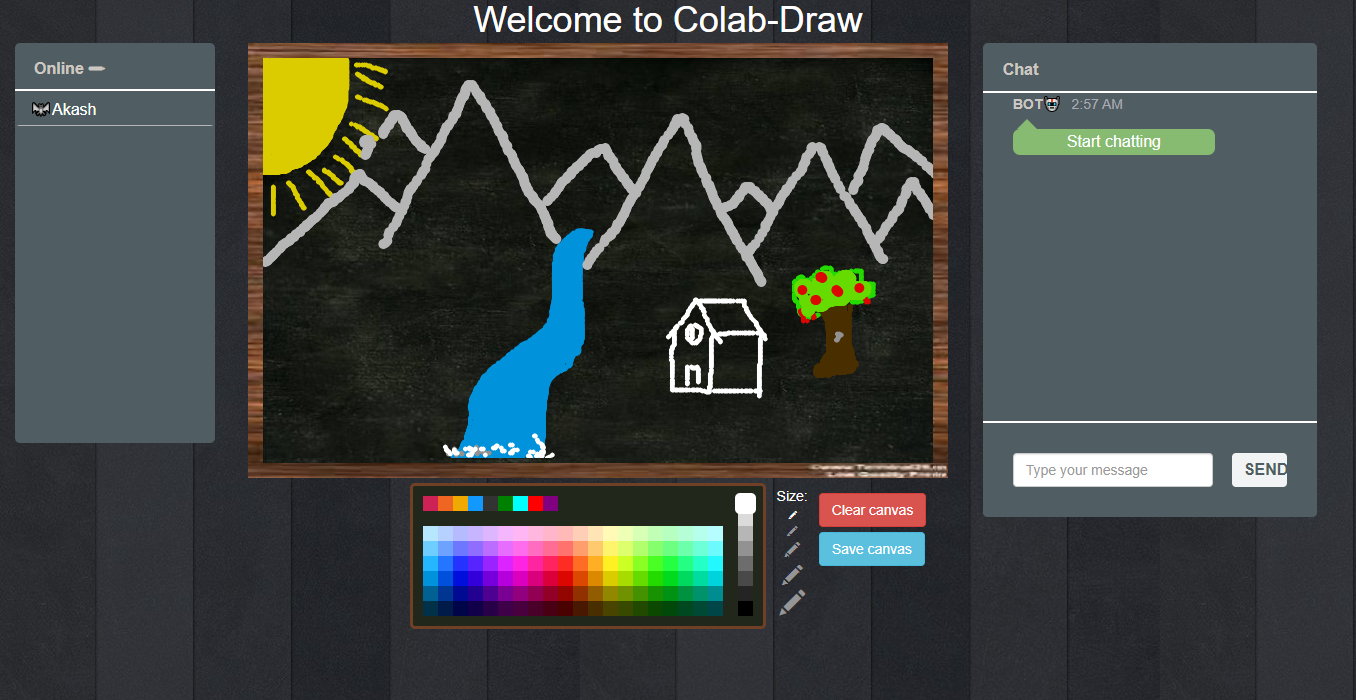 Welcome to Colab-Draw
Online
Akash
Chat
BOT 2:57 AM
Start chatting
Type your message
SEND
Size:
Clear canvas
Save canvas